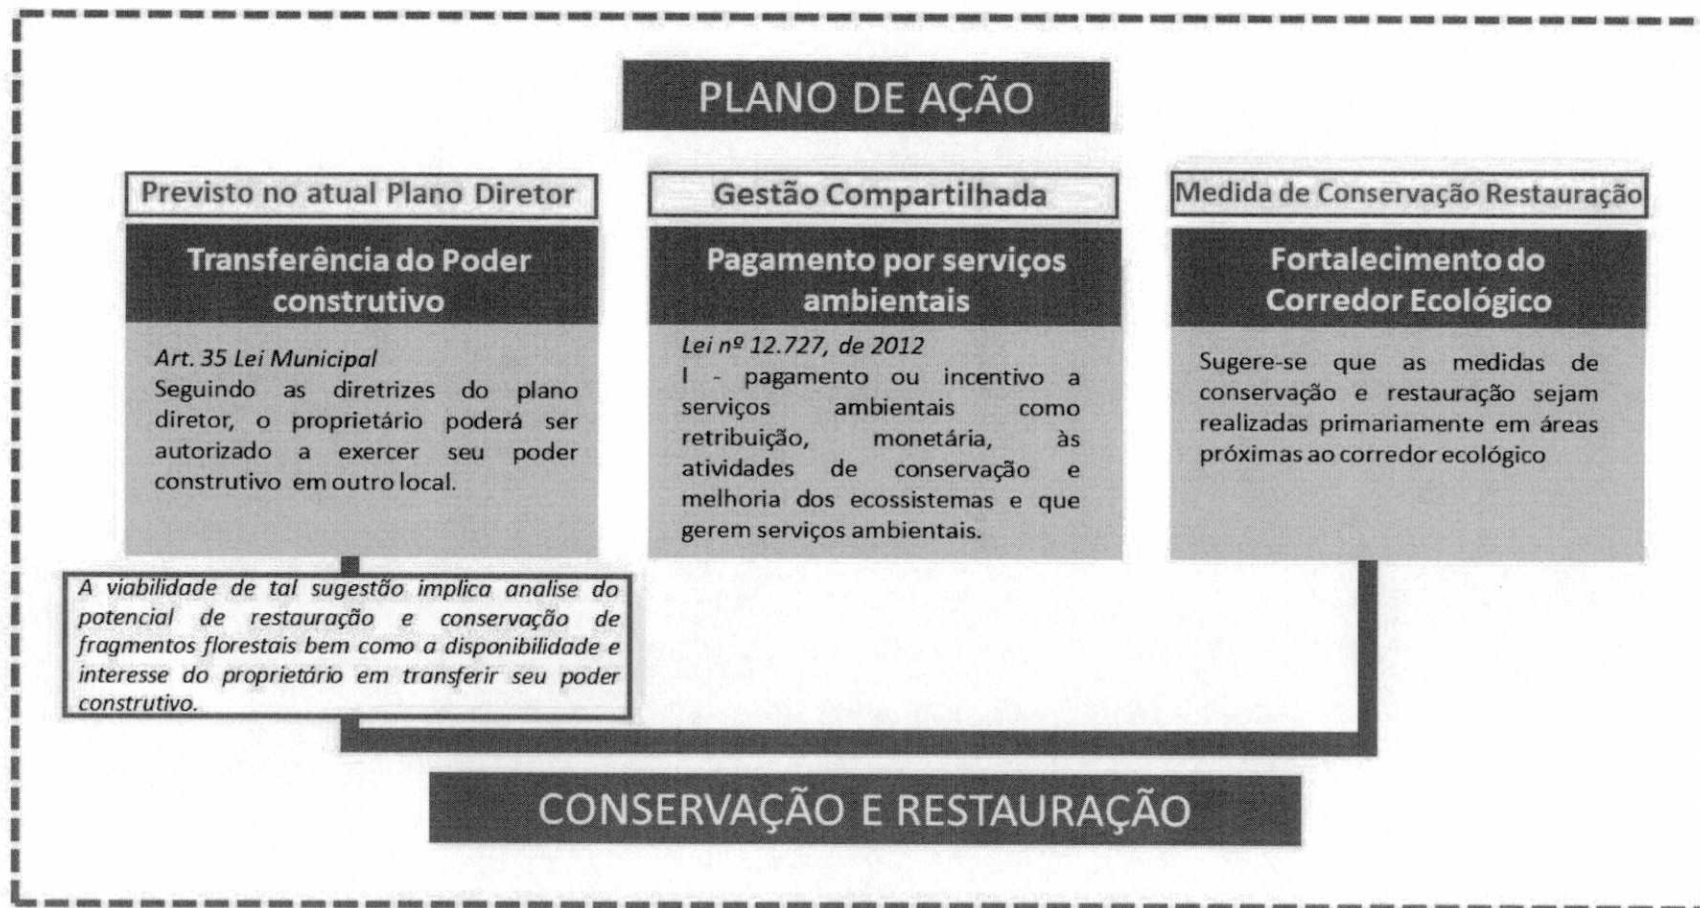 PLANO DE AÇÃO
Previsto no atual Plano Diretor
Transferência do Poder
construtivo
Art. 35 Lei Municipal
Seguindo as diretrizes do plano
diretor, o proprietário poderá ser
autorizado a exercer seu poder
construtivo em outro local.
A viabilidade de tal sugestão implica analise do
potencial de restauração e conservação de
fragmentos florestais bem como a disponibilidade e
interesse do proprietário em transferir seu poder
construtivo.
Gestão Compartilhada
Pagamento por serviços
ambientais
Lei nº 12.727, de 2012
I - pagamento ou incentivo a
serviços ambientais como
retribuição, monetária, às
atividades de conservação e
melhoria dos ecossistemas e que
gerem serviços ambientais.
Medida de Conservação Restauração
Fortalecimento do
Corredor Ecológico
Sugere-se que as medidas de
conservação e restauração sejam
realizadas primariamente em áreas
próximas ao corredor ecológico
CONSERVAÇÃO E RESTAURAÇÃO